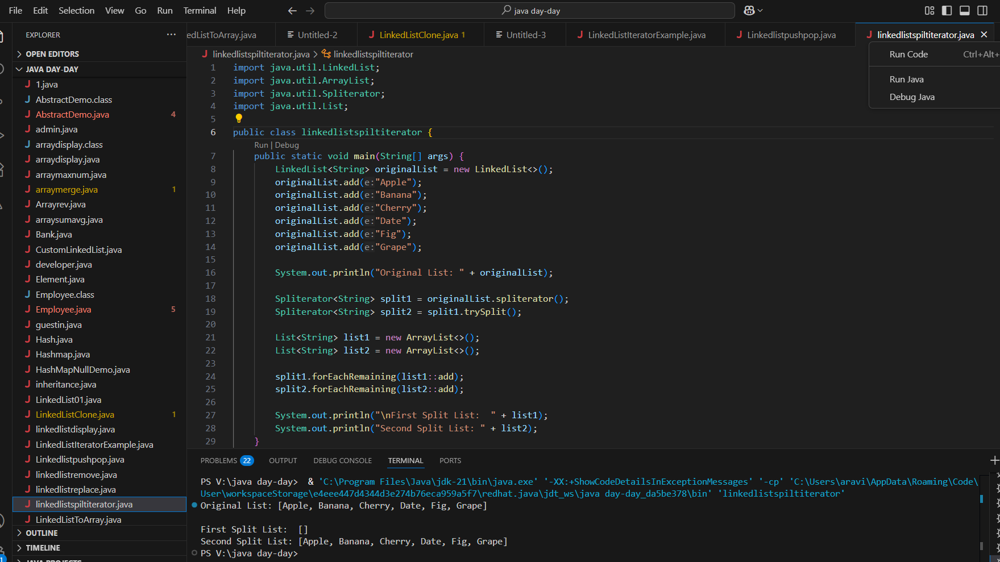 File Edit Selection View Go Run Terminal Help
java day-day
EXPLORER
OPEN EDITORS
JAVA DAY-DAY
1.java
AbstractDemo.class
AbstractDemo.java 4
admin.java
arraydisplay.class
arraydisplay.java
arraymaxnum.java
arraymerge.java 1
Arrayrev.java
arraysumavg.java
Bank.java
CustomLinkedList.java
developer.java
Element.java
Employee.class
Employee.java 5
guestin.java
Hash.java
Hashmap.java
HashMapNullDemo.java
inheritance.java
LinkedList01.java
LinkedListClone.java 1
linkedlistdisplay.java
LinkedListIteratorExample.java
Linkedlistpushpop.java
linkedlistremove.java
linkedlistreplace.java
linkedlistspiltiterator.java
LinkedListToArray.java
OUTLINE
TIMELINE
JAVA PROJECTS
edListToArray.java Untitled-2 LinkedListClone.java 1 Untitled-3 LinkedListIteratorExample.java Linkedlistpushpop.java linkedlistspiltiterator.java
Run Code Ctrl+Alt+
Run Java
Debug Java
linkedlistspiltiterator.java > linkedlistspiltiterator
1 import java.util.LinkedList;
2 import java.util.ArrayList;
3 import java.util.Spliterator;
4 import java.util.List;
5
6 public class linkedlistspiltiterator {
Run | Debug
7 public static void main(String[] args) {
8 LinkedList<String> originalList = new LinkedList<>();
9 originalList.add(e:"Apple");
10 originalList.add(e:"Banana");
11 originalList.add(e:"Cherry");
12 originalList.add(e:"Date");
13 originalList.add(e:"Fig");
14 originalList.add(e:"Grape");
15
16 System.out.println("Original List: " + originalList);
17
18 Spliterator<String> split1 = originalList.spliterator();
19 Spliterator<String> split2 = split1.trySplit();
20
21 List<String> list1 = new ArrayList<>();
22 List<String> list2 = new ArrayList<>();
23
24 split1.forEachRemaining(list1::add);
25 split2.forEachRemaining(list2::add);
26
27 System.out.println("\nFirst Split List:  " + list1);
28 System.out.println("Second Split List: " + list2);
29 }
PROBLEMS 22 OUTPUT DEBUG CONSOLE TERMINAL PORTS
PS V:\java day-day>  & 'C:\Program Files\Java\jdk-21\bin\java.exe' '-XX:+ShowCodeDetailsInExceptionMessages' '-cp' 'C:\Users\aravi\AppData\Roaming\Code\
User\workspaceStorage\e4eee447d4344d3e274b76eca959a5f7\redhat.java\jdt_ws\java day-day_da5be378\bin' 'linkedlistspiltiterator'
Original List: [Apple, Banana, Cherry, Date, Fig, Grape]
First Split List:  []
Second Split List: [Apple, Banana, Cherry, Date, Fig, Grape]
PS V:\java day-day>